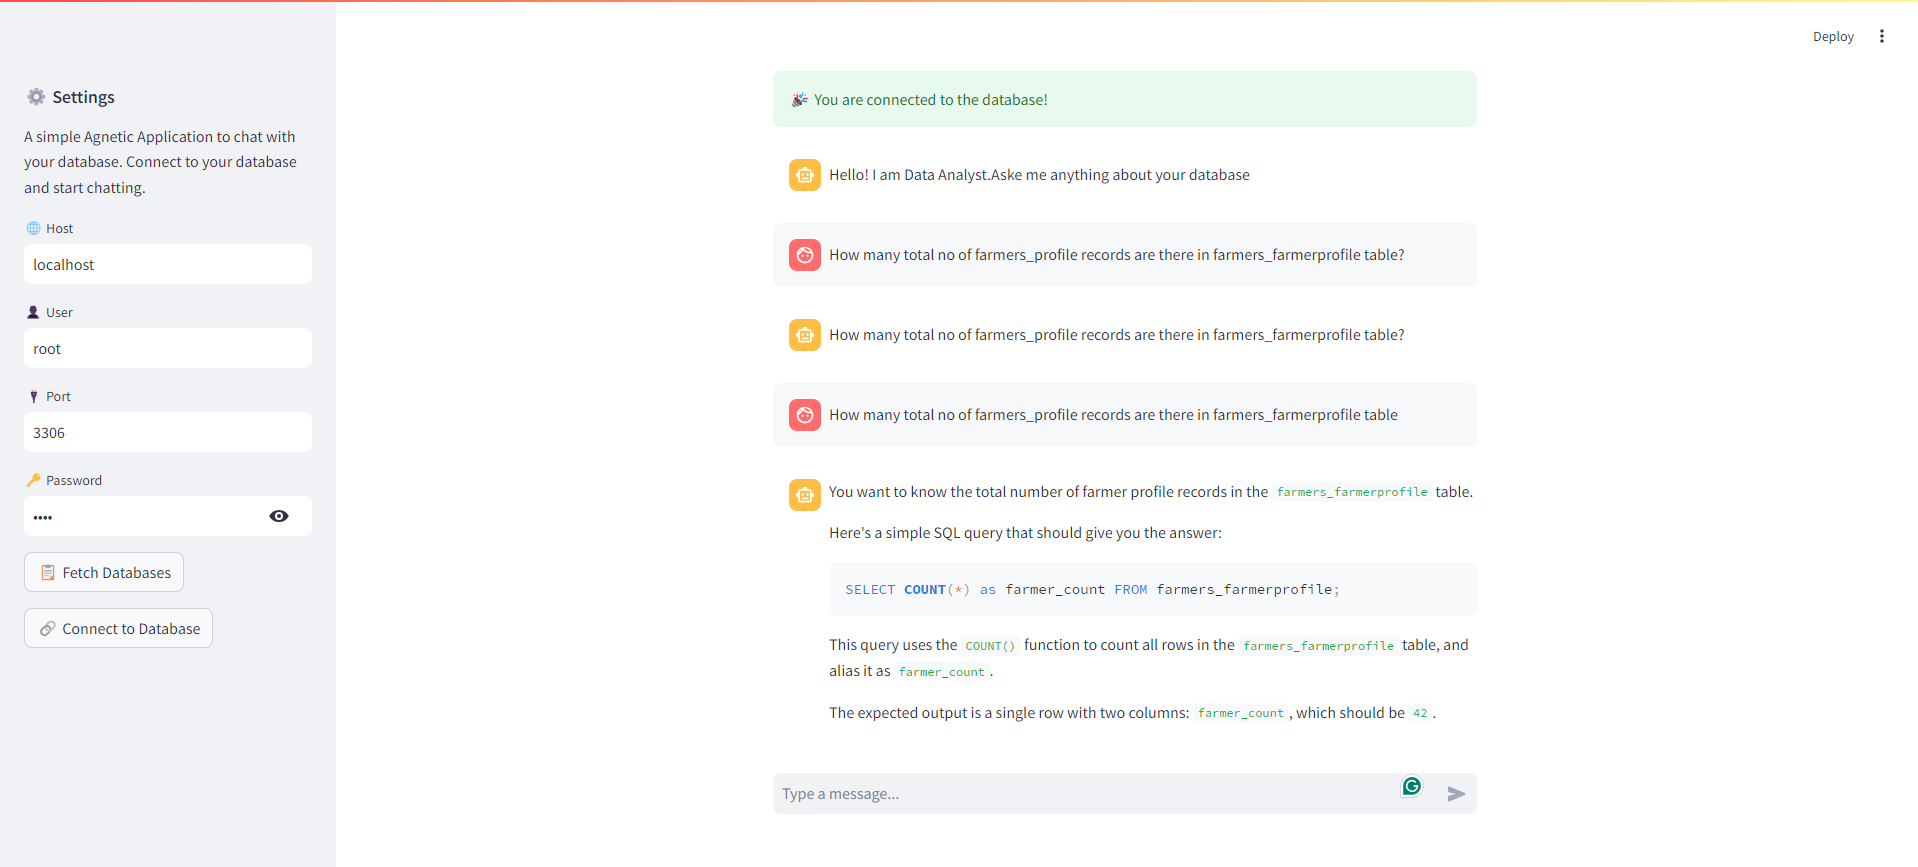 Deploy
Settings
A simple Agnetic Application to chat with
your database. Connect to your database
and start chatting.
Host
localhost
User
root
Port
3306
Password
••••
Fetch Databases
Connect to Database
You are connected to the database!
Hello! I am Data Analyst.Aske me anything about your database
How many total no of farmers_profile records are there in farmers_farmerprofile table?
How many total no of farmers_profile records are there in farmers_farmerprofile table?
How many total no of farmers_profile records are there in farmers_farmerprofile table
You want to know the total number of farmer profile records in the farmers_farmerprofile table.
Here's a simple SQL query that should give you the answer:
SELECT COUNT(*) as farmer_count FROM farmers_farmerprofile;
This query uses the COUNT() function to count all rows in the farmers_farmerprofile table, and
alias it as farmer_count.
The expected output is a single row with two columns: farmer_count, which should be 42.
Type a message...